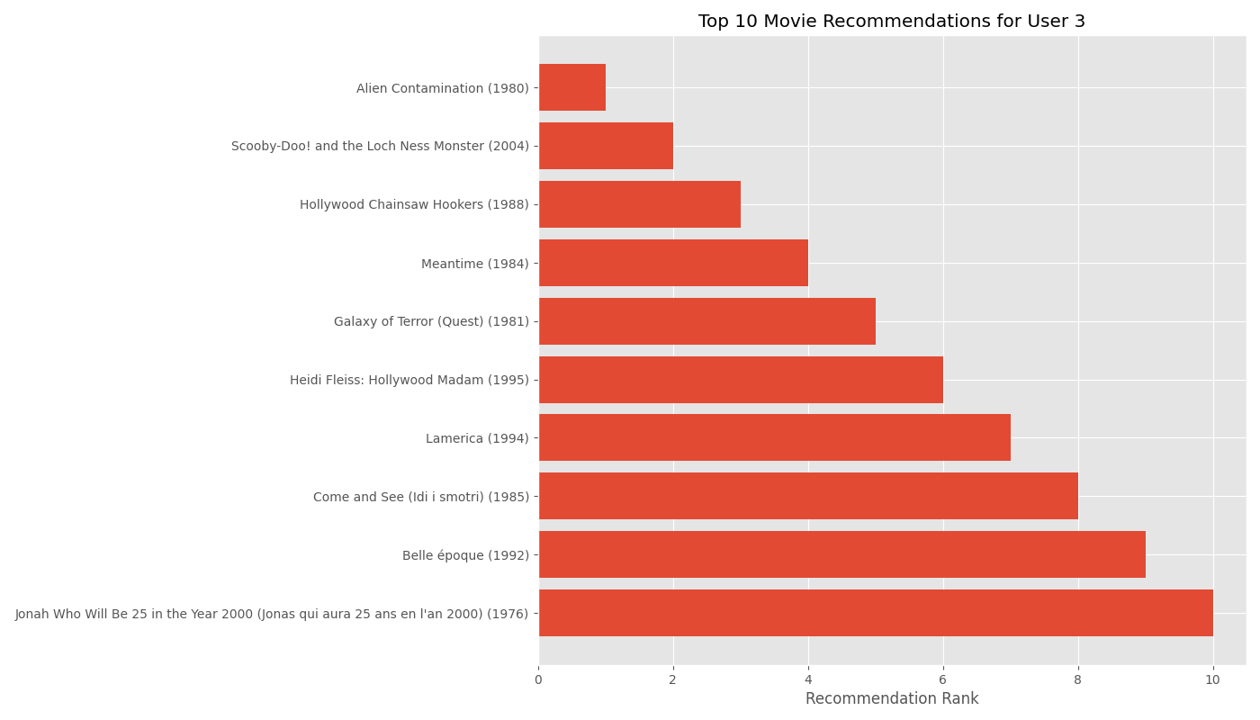 Top 10 Movie Recommendations for User 3
Alien Contamination (1980)
Scooby-Doo! and the Loch Ness Monster (2004)
Hollywood Chainsaw Hookers (1988)
Meantime (1984)
Galaxy of Terror (Quest) (1981)
Heidi Fleiss: Hollywood Madam (1995)
Lamerica (1994)
Come and See (Idi i smotri) (1985)
Belle époque (1992)
Jonah Who Will Be 25 in the Year 2000 (Jonas qui aura 25 ans en l'an 2000) (1976)
0 2 4 6 8 10
Recommendation Rank